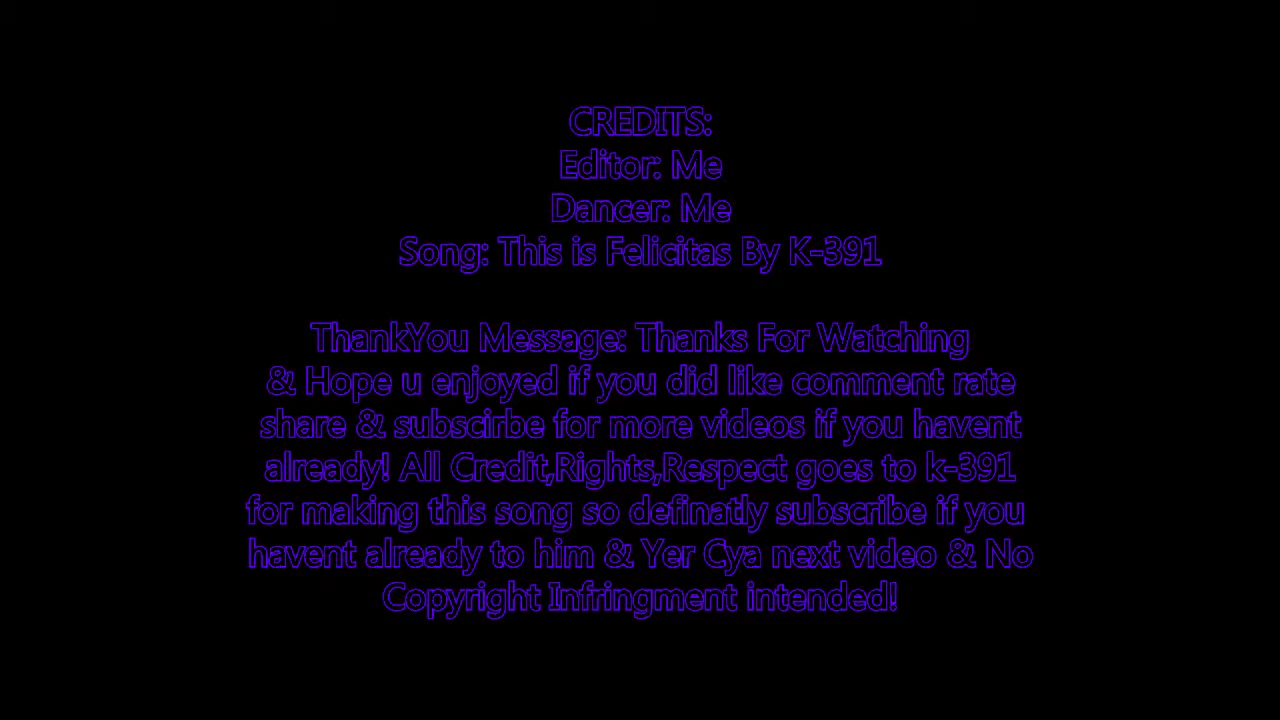 CREDITS:
Editor: Me
Dancer: Me
Song: This is Felicitas By K-391
ThankYou Message: Thanks For Watching
& Hope u enjoyed if you did like comment rate
share & subscirbe for more videos if you havent
already! All Credit,Rights,Respect goes to k-391
for making this song so definatly subscribe if you
havent already to him & Yer Cya next video & No
Copyright Infringment intended!